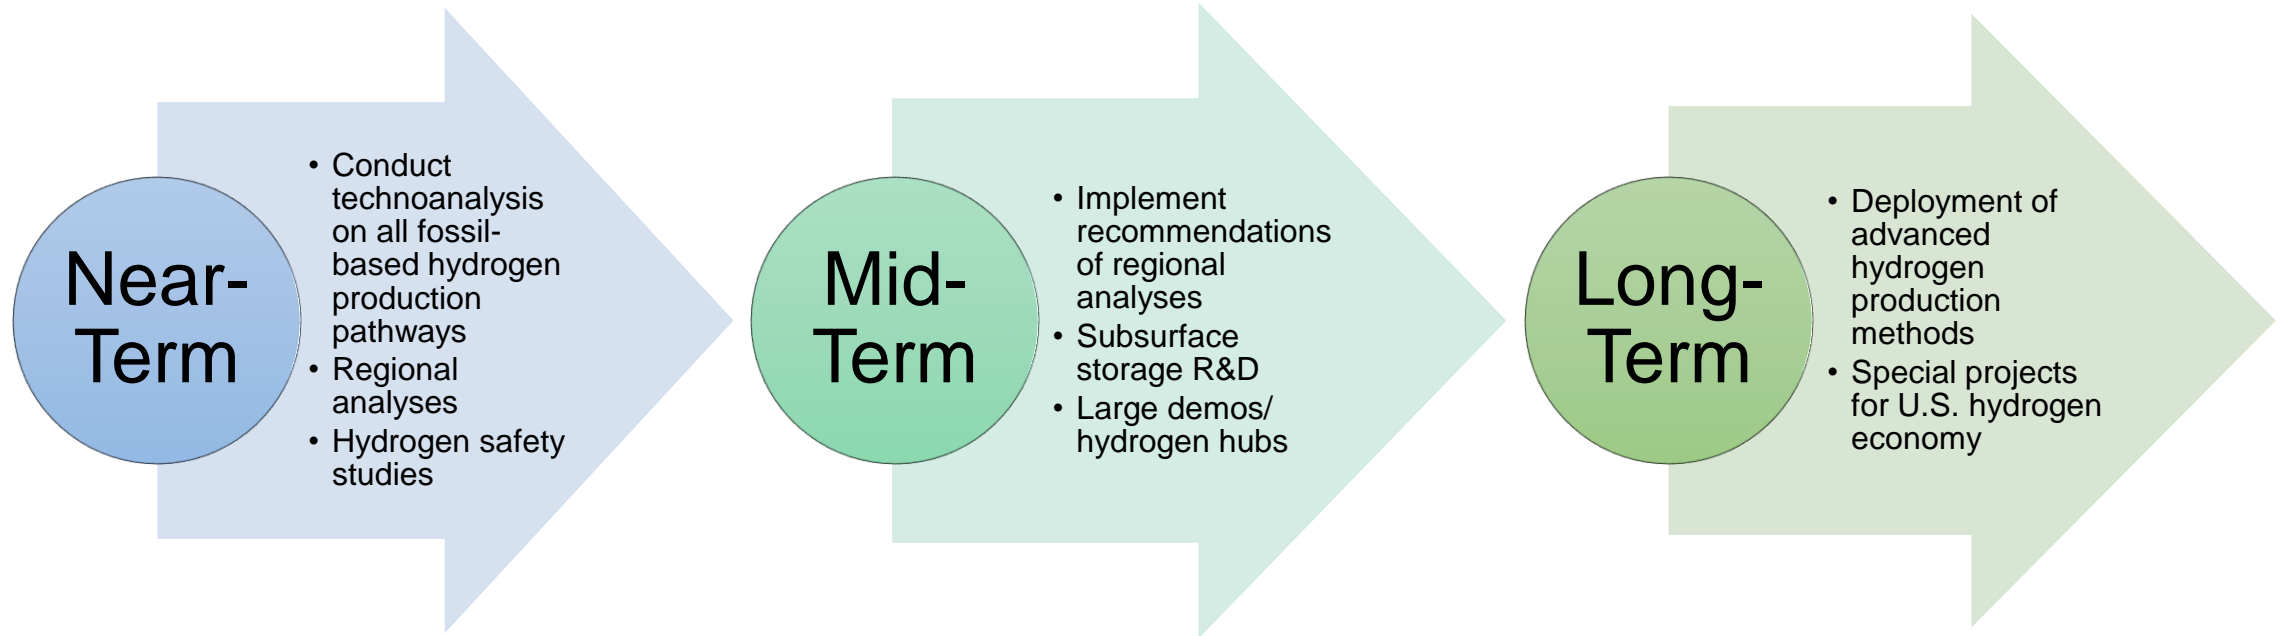 Near-
Term
• Conduct
technoanalysis
on all fossil-
based hydrogen
production
pathways
• Regional
analyses
• Hydrogen safety
studies
Mid-
Term
• Implement
recommendations
of regional
analyses
• Subsurface
storage R&D
• Large demos/
hydrogen hubs
Long-
Term
• Deployment of
advanced
hydrogen
production
methods
• Special projects
for U.S. hydrogen
economy